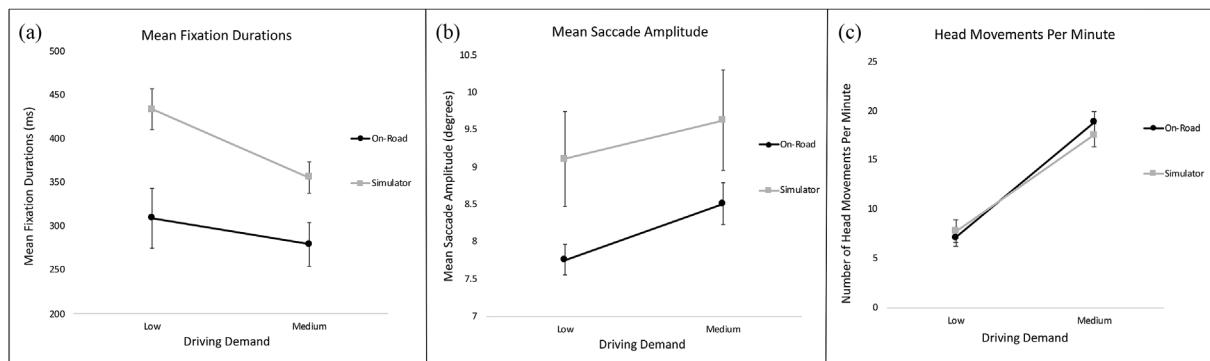 (a)
Mean Fixation Durations
Mean Fixation Durations (ms)
500
450
400
350
300
250
200
Low
Medium
Driving Demand
On-Road
Simulator
(b)
Mean Saccade Amplitude
Mean Saccade Amplitude (degrees)
10.5
10
9.5
9
8.5
8
7.5
7
Low
Medium
Driving Demand
On-Road
Simulator
(c)
Head Movements Per Minute
Number of Head Movements Per Minute
25
20
15
10
5
0
Low
Medium
Driving Demand
On-Road
Simulator